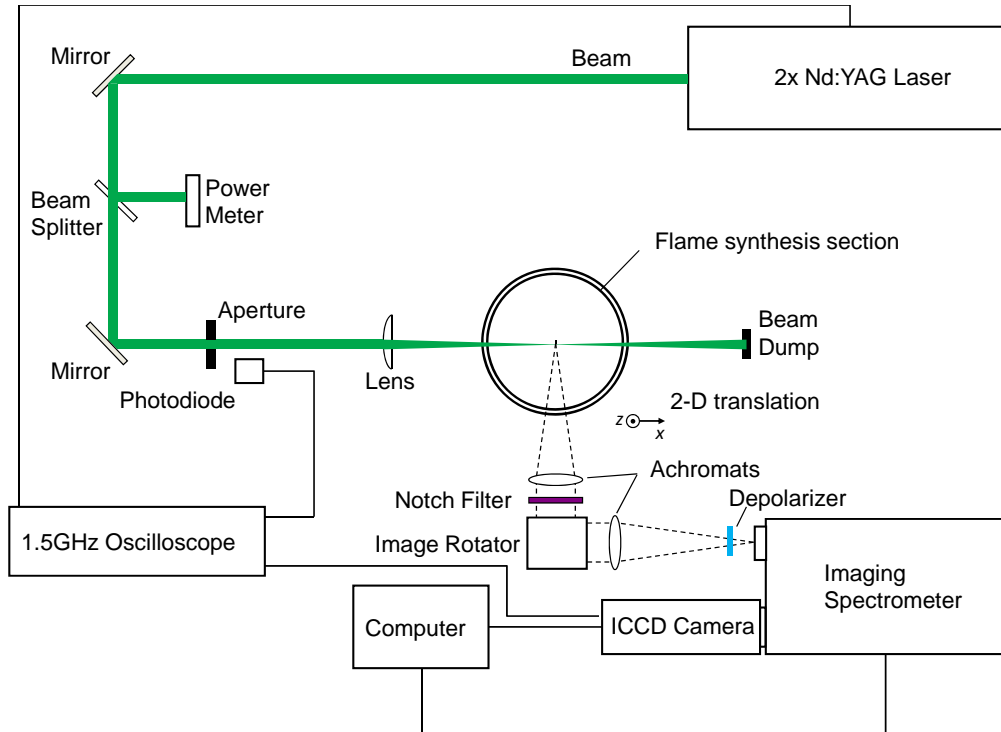 Mirror
Beam
2x Nd:YAG Laser
Beam
Splitter
Power
Meter
Flame synthesis section
Aperture
Beam
Dump
Mirror
Lens
Photodiode
2-D translation
z
x
Achromats
Notch Filter
Depolarizer
1.5GHz Oscilloscope
Image Rotator
Imaging
Spectrometer
Computer
ICCD Camera